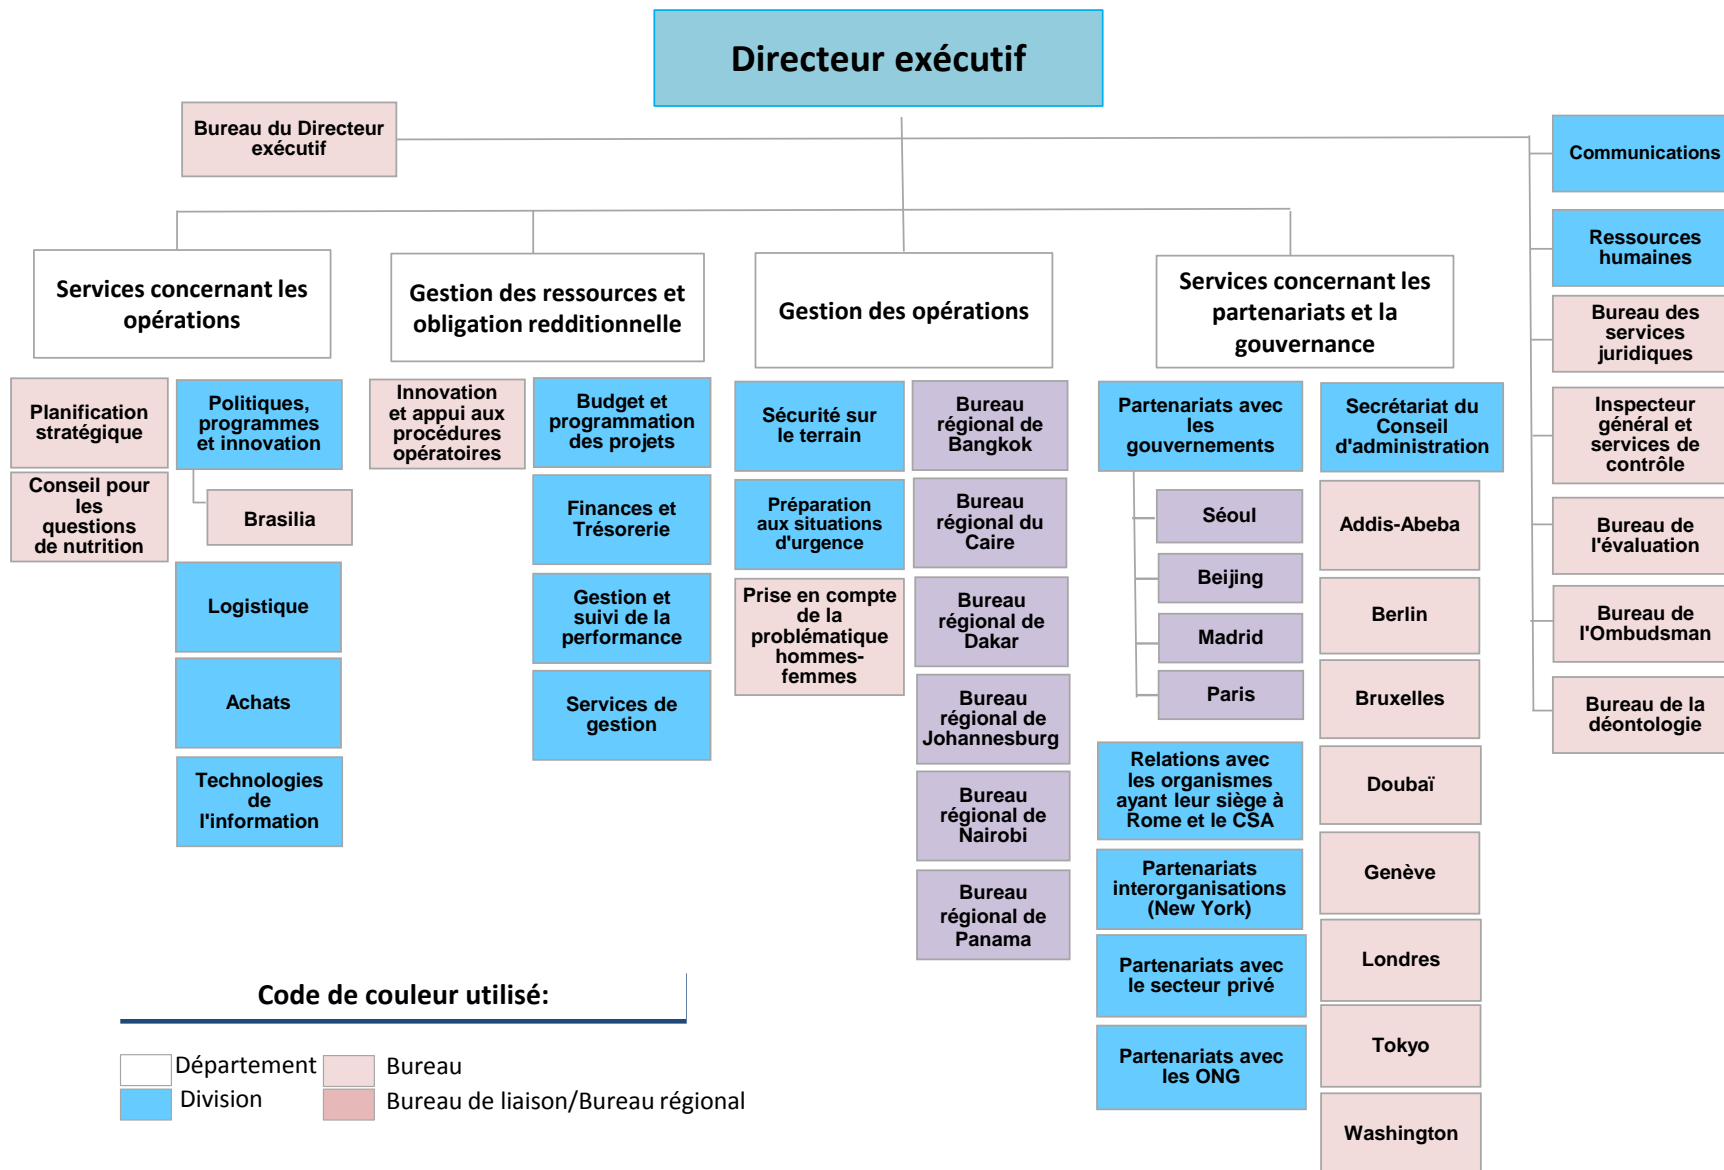 Directeur exécutif
Bureau du Directeur
exécutif
Communications
Ressources
humaines
Bureau des
services
juridiques
Inspecteur
général et
services de
contrôle
Bureau de
l'évaluation
Bureau de
l'Ombudsman
Bureau de la
déontologie
Services concernant les
opérations
Planification
stratégique
Conseil pour
les
questions
de nutrition
Politiques,
programmes
et innovation
Brasilia
Logistique
Achats
Technologies
de
l'information
Gestion des ressources et
obligation redditionnelle
Innovation
et appui aux
procédures
opératoires
Budget et
programmation
des projets
Finances et
Trésorerie
Gestion et
suivi de la
performance
Services de
gestion
Gestion des opérations
Sécurité sur
le terrain
Préparation
aux situations
d'urgence
Prise en compte
de la
problématique
hommes-
femmes
Bureau
régional de
Bangkok
Bureau
régional du
Caire
Bureau
régional de
Dakar
Bureau
régional de
Johannesburg
Bureau
régional de
Nairobi
Bureau
régional de
Panama
Services concernant les
partenariats et la
gouvernance
Partenariats avec
les
gouvernements
Séoul
Beijing
Madrid
Paris
Relations avec
les organismes
ayant leur siège à
Rome et le CSA
Partenariats
interorganisations
(New York)
Partenariats avec
le secteur privé
Partenariats avec
les ONG
Secrétariat du
Conseil
d'administration
Addis-Abeba
Berlin
Bruxelles
Doubaï
Genève
Londres
Tokyo
Washington
Code de couleur utilisé:
Département
Bureau
Division
Bureau de liaison/Bureau régional